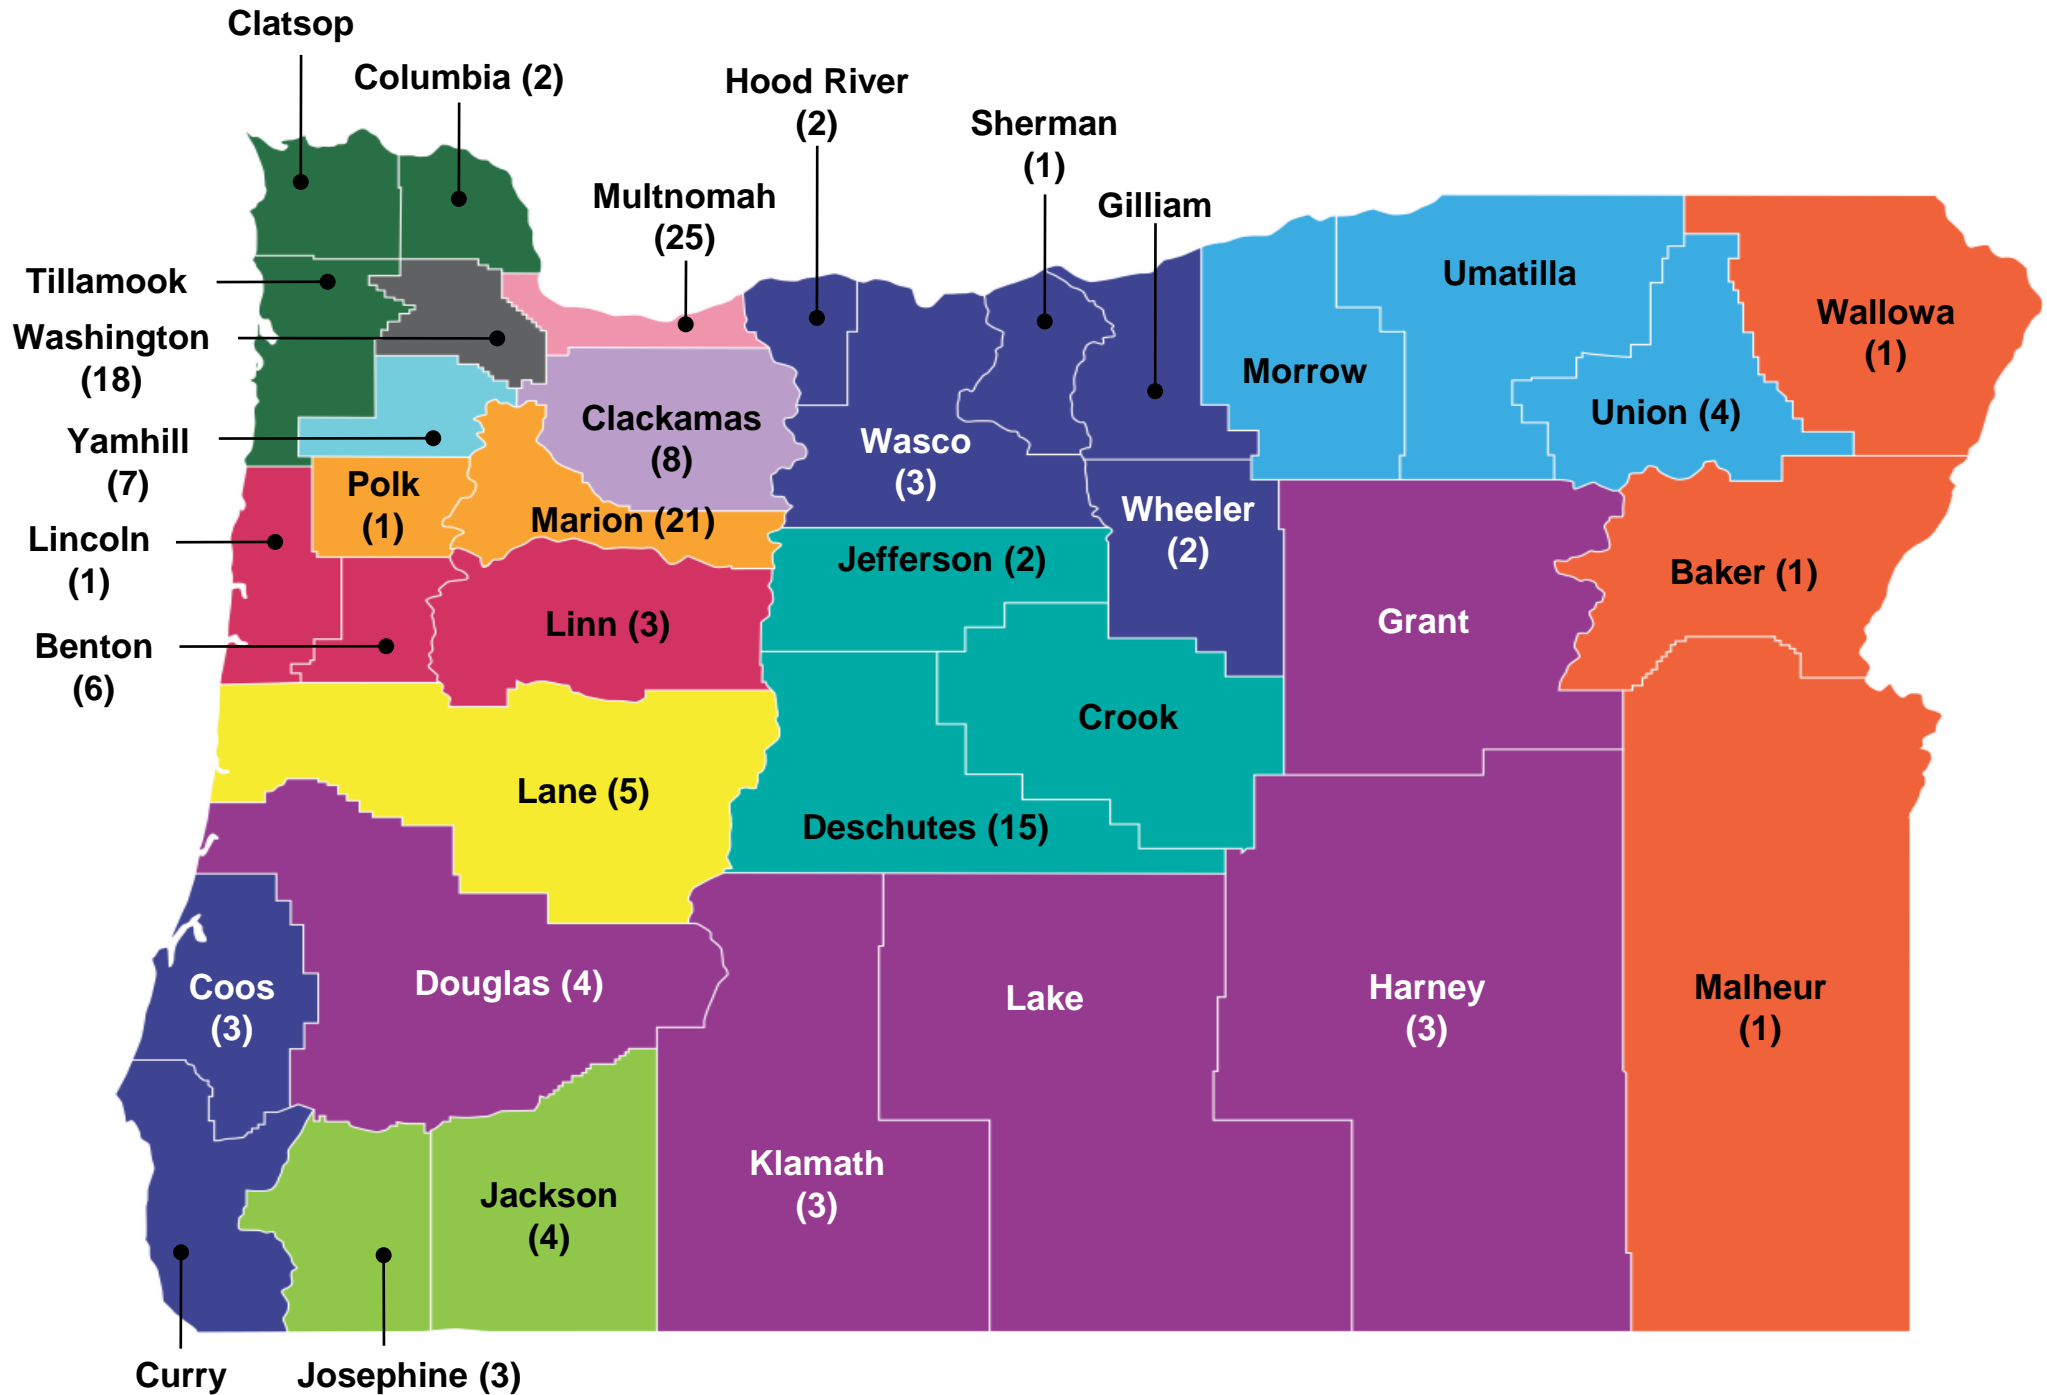 Clatsop
Columbia (2)
Hood River
(2)
Sherman
(1)
Multnomah
(25)
Gilliam
Tillamook
Umatilla
Washington
(18)
Wallowa
(1)
Morrow
Clackamas
(8)
Union (4)
Yamhill
(7)
Wasco
(3)
Polk
(1)
Marion (21)
Wheeler
(2)
Lincoln
(1)
Jefferson (2)
Baker (1)
Linn (3)
Grant
Benton
(6)
Crook
Lane (5)
Deschutes (15)
Coos
(3)
Douglas (4)
Lake
Harney
(3)
Malheur
(1)
Klamath
(3)
Jackson
(4)
Curry
Josephine (3)